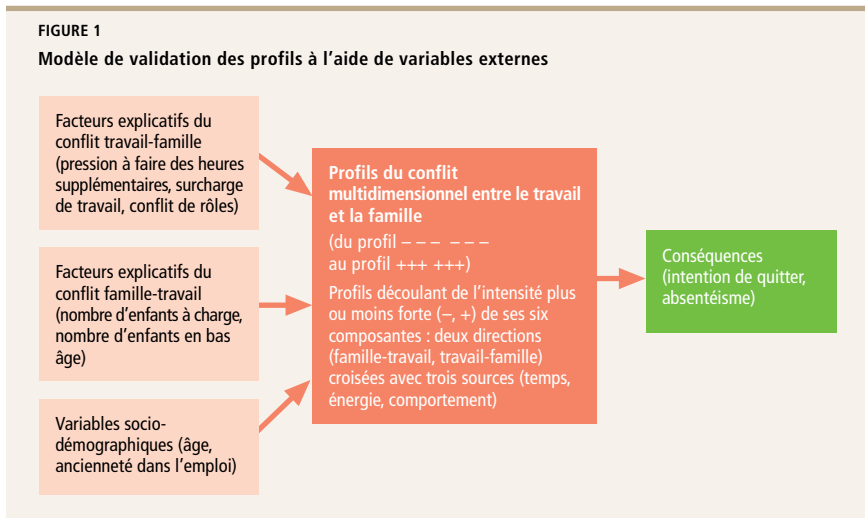 FIGURE 1
Modèle de validation des profils à l'aide de variables externes
Facteurs explicatifs du
conflit travail-famille
(pression à faire des heures
supplémentaires, surcharge
de travail, conflit de rôles)
Facteurs explicatifs du
conflit famille-travail
(nombre d'enfants à charge,
nombre d'enfants en bas
âge)
Variables socio-
démographiques (âge,
ancienneté dans l'emploi)
Profils du conflit
multidimensionnel entre le travail
et la famille
(du profil – – –  – – –
au profil +++ +++)
Profils découlant de l'intensité plus
ou moins forte (–, +) de ses six
composantes : deux directions
(famille-travail, travail-famille)
croisées avec trois sources (temps,
énergie, comportement)
Conséquences
(intention de quitter,
absentéisme)